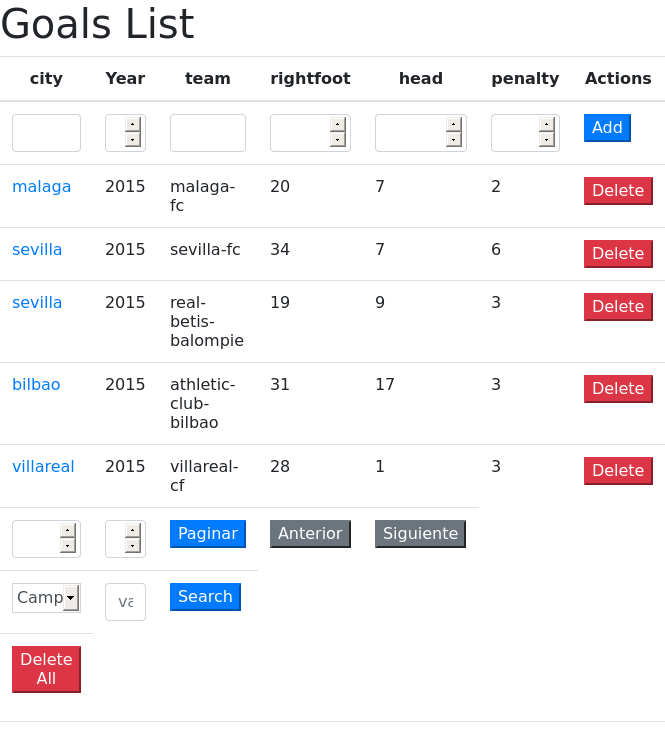 Goals List
city Year team rightfoot head penalty Actions
Add
malaga 2015 malaga- 20 7 2 Delete
fc
sevilla 2015 sevilla-fc 34 7 6 Delete
sevilla 2015 real- 19 9 3 Delete
betis-
balompie
bilbao 2015 athletic- 31 17 3 Delete
club-
bilbao
villareal 2015 villareal- 28 1 3 Delete
cf
Paginar Anterior Siguiente
Camp Search
Delete
All